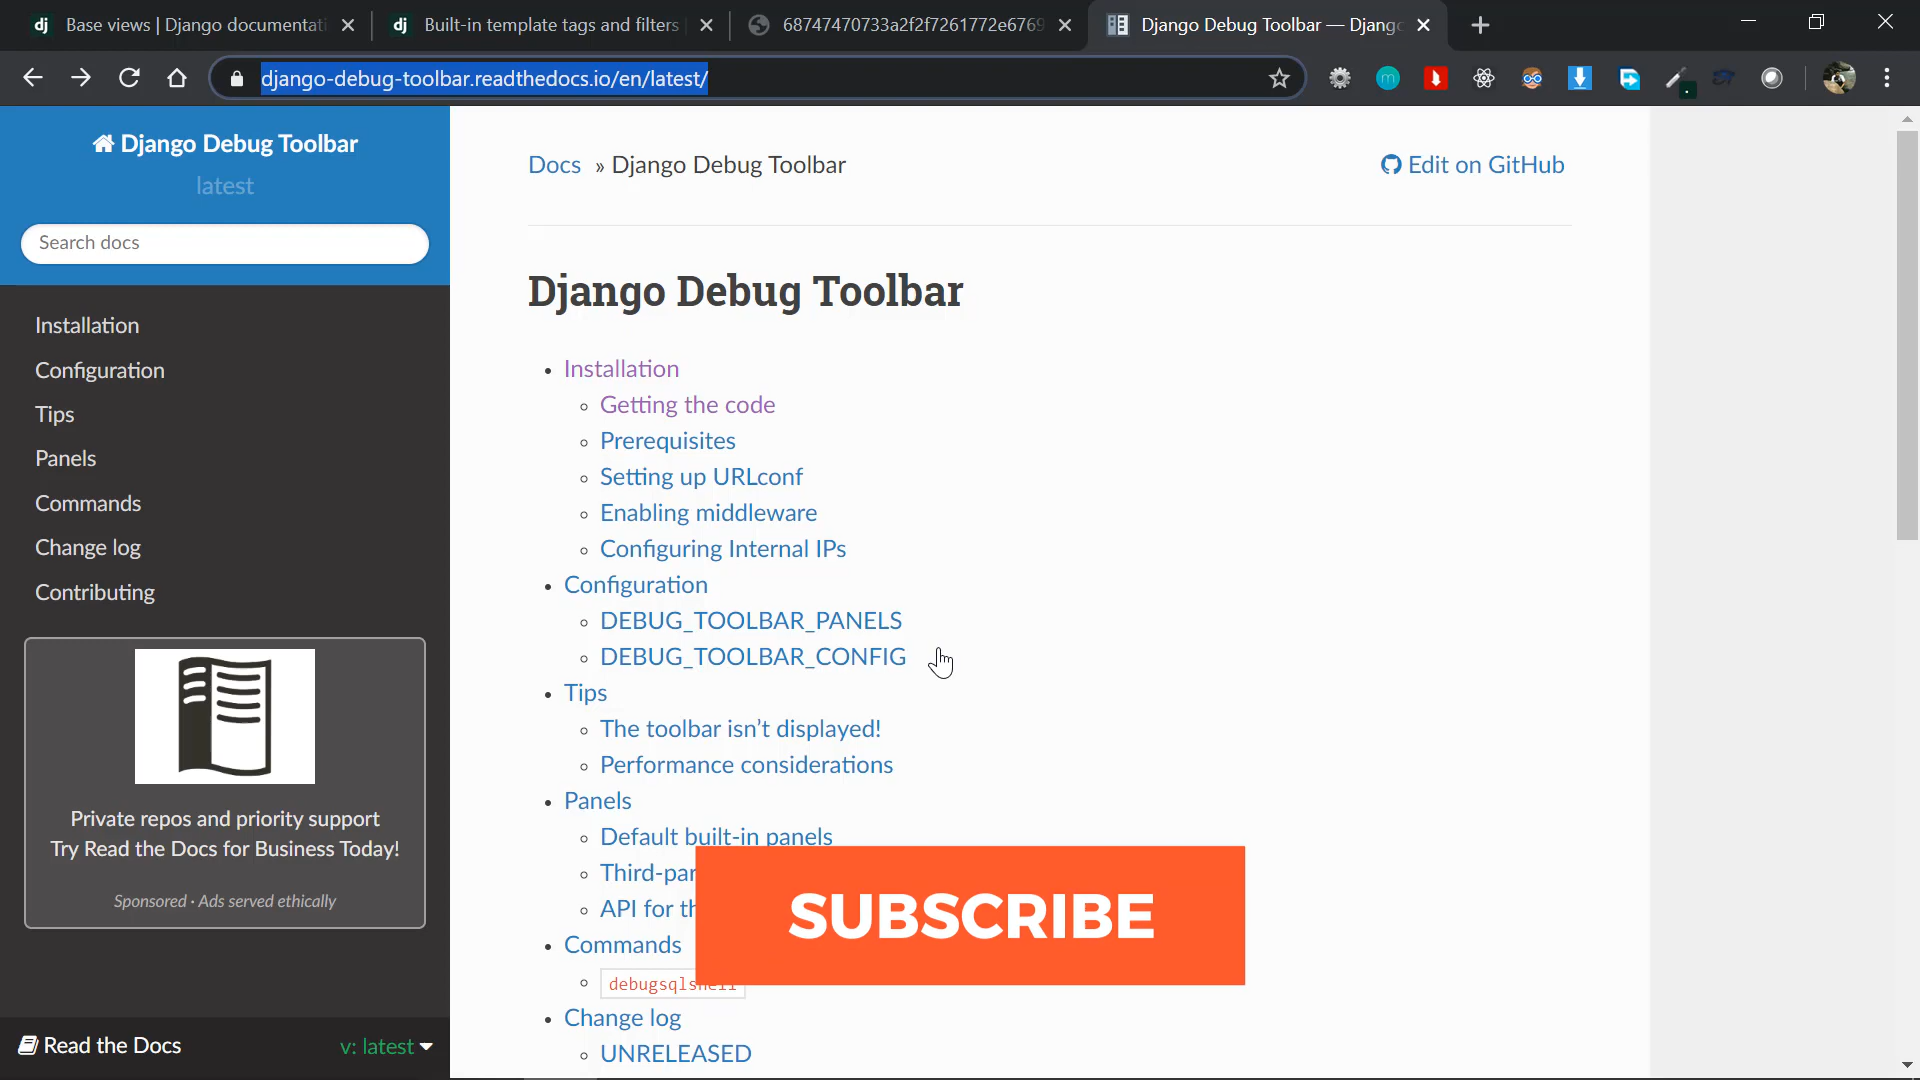 Base views | Django documentati
Built-in template tags and filters
68747470733a2f2f7261772e6769
Django Debug Toolbar — Djang
django-debug-toolbar.readthedocs.io/en/latest/
Django Debug Toolbar
latest
Search docs
Installation
Configuration
Tips
Panels
Commands
Change log
Contributing
Private repos and priority support
Try Read the Docs for Business Today!
Sponsored · Ads served ethically
Read the Docs
v: latest
Docs » Django Debug Toolbar
Edit on GitHub
Django Debug Toolbar
Installation
Getting the code
Prerequisites
Setting up URLconf
Enabling middleware
Configuring Internal IPs
Configuration
DEBUG_TOOLBAR_PANELS
DEBUG_TOOLBAR_CONFIG
Tips
The toolbar isn’t displayed!
Performance considerations
Panels
Default built-in panels
Third-par
API for th
Commands
debugsqlshell
Change log
UNRELEASED
SUBSCRIBE